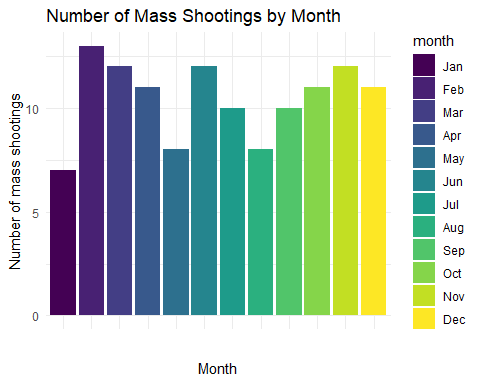 Number of Mass Shootings by Month
Number of mass shootings
10
5
0
Month
month
Jan
Feb
Mar
Apr
May
Jun
Jul
Aug
Sep
Oct
Nov
Dec